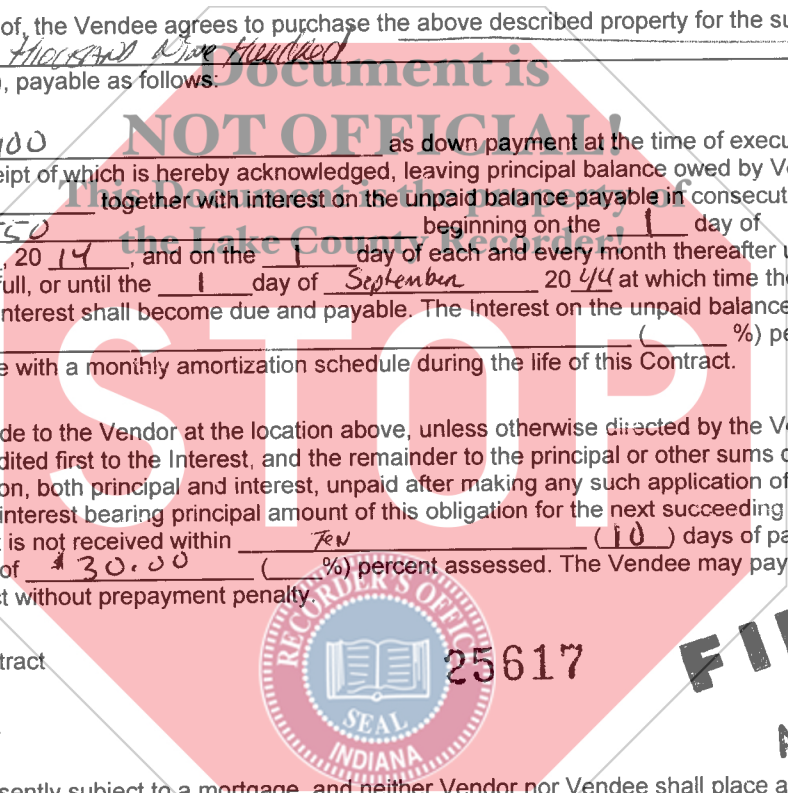 of, the Vendee agrees to purchase the above described property for the su
thousand Nine Hundred
, payable as follows:
Document is
NOT OFFICIAL!
This Document is the property of
the Lake County Recorder!
00 as down payment at the time of execu
eipt of which is hereby acknowledged, leaving principal balance owed by Ve
together with interest on the unpaid balance payable in consecut
50 beginning on the 1 day of
, 20 14, and on the 1 day of each and every month thereafter u
full, or until the 1 day of September 20 44 at which time the
nterest shall become due and payable. The Interest on the unpaid balance
( %) pe
e with a monthly amortization schedule during the life of this Contract.
STOP
de to the Vendor at the location above, unless otherwise directed by the Ve
dited first to the Interest, and the remainder to the principal or other sums
on, both principal and interest, unpaid after making any such application of
interest bearing principal amount of this obligation for the next succeeding
t is not received within Ten (10) days of pa
of $30.00 ( %) percent assessed. The Vendee may pay
ct without prepayment penalty.
RECORDER'S OFFICE
SEAL
INDIANA
25617
FI
tract
sently subject to a mortgage, and neither Vendor nor Vendee shall place a